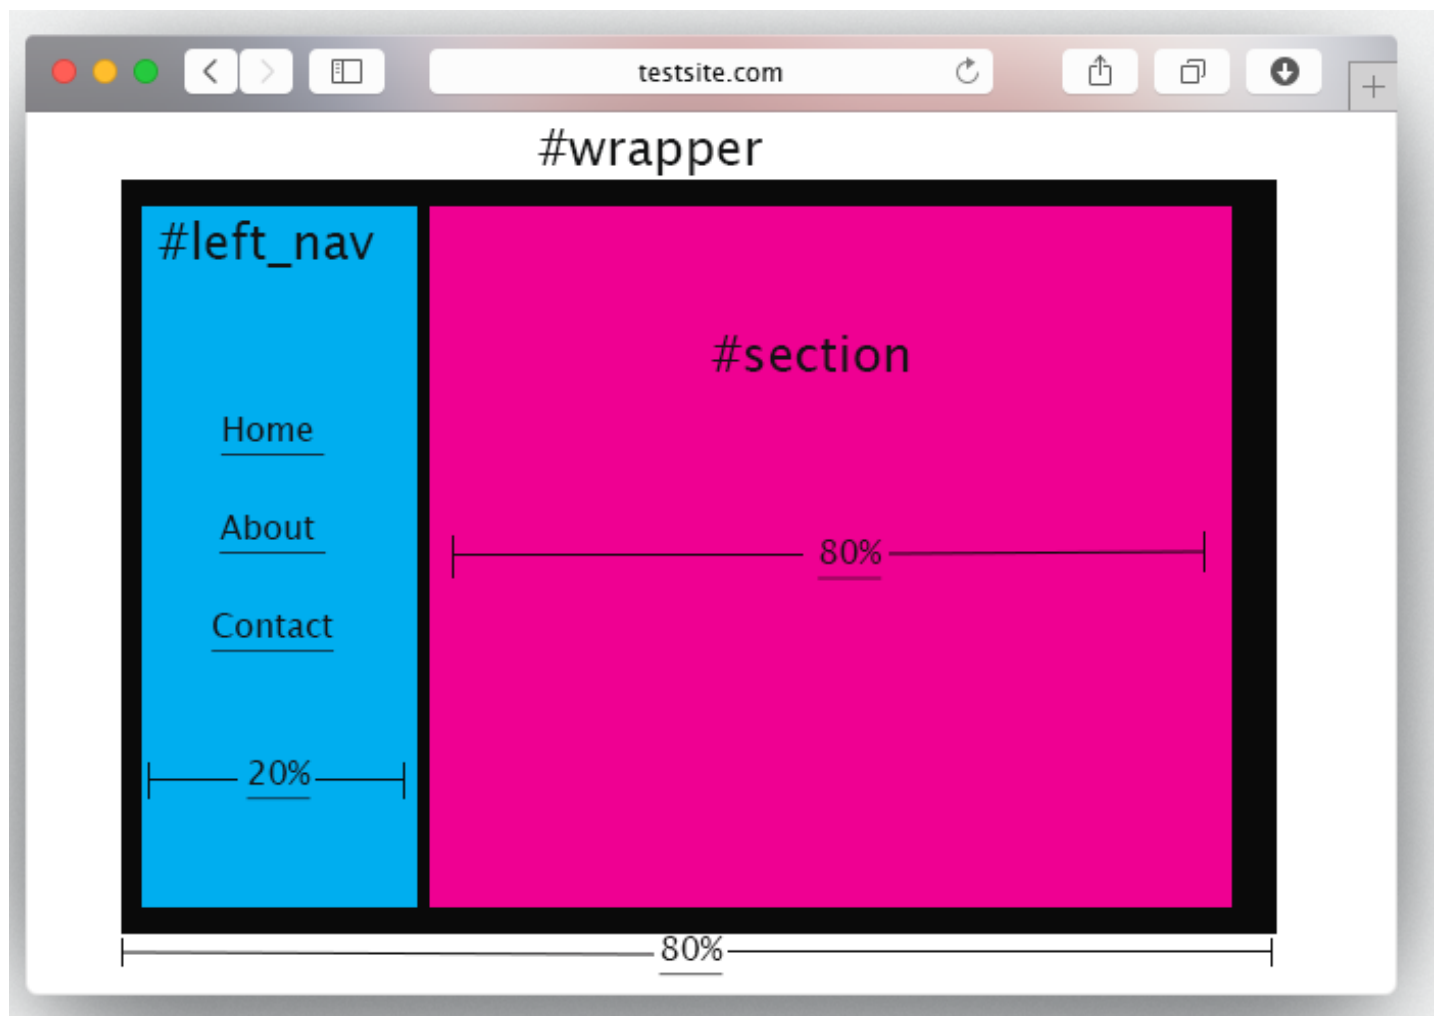 testsite.com
#wrapper
#left_nav
#section
Home
About
Contact
80%
20%
80%